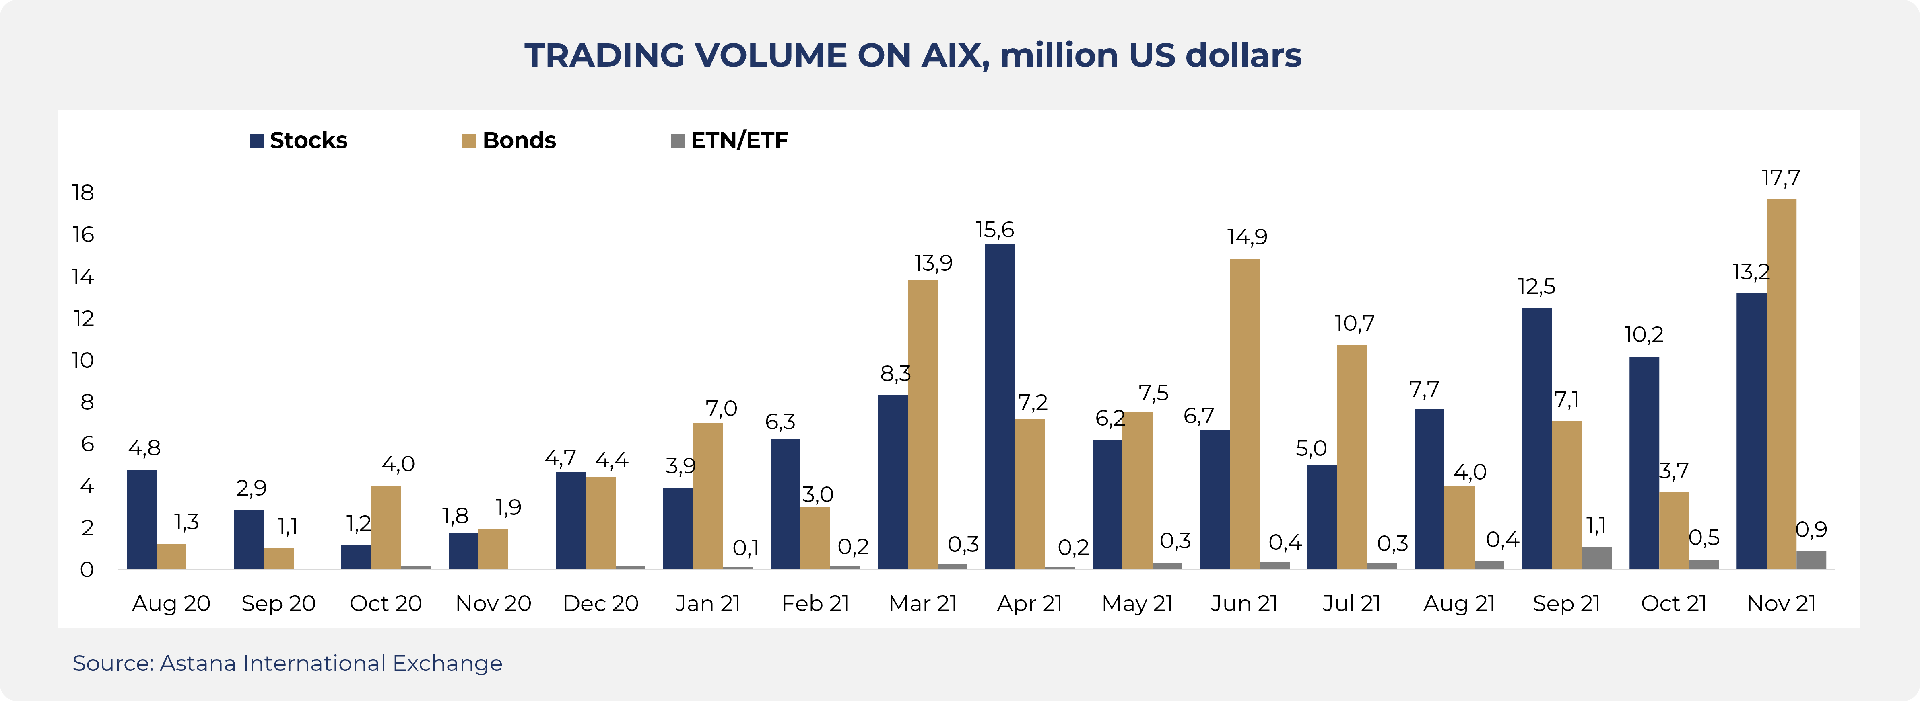 TRADING VOLUME ON AIX, million US dollars
Stocks Bonds ETN/ETF
18
16
14
12
10
8
6
4
2
0
4,8 1,3
2,9 1,1
1,2 4,0
1,8 1,9
4,7 4,4
3,9 7,0 0,1
6,3 3,0 0,2
8,3 13,9 0,3
15,6 7,2 0,2
6,2 7,5 0,3
6,7 14,9 0,4
5,0 10,7 0,3
7,7 4,0 0,4
12,5 7,1 1,1
10,2 3,7 0,5
13,2 17,7 0,9
Aug 20 Sep 20 Oct 20 Nov 20 Dec 20 Jan 21 Feb 21 Mar 21 Apr 21 May 21 Jun 21 Jul 21 Aug 21 Sep 21 Oct 21 Nov 21
Source: Astana International Exchange